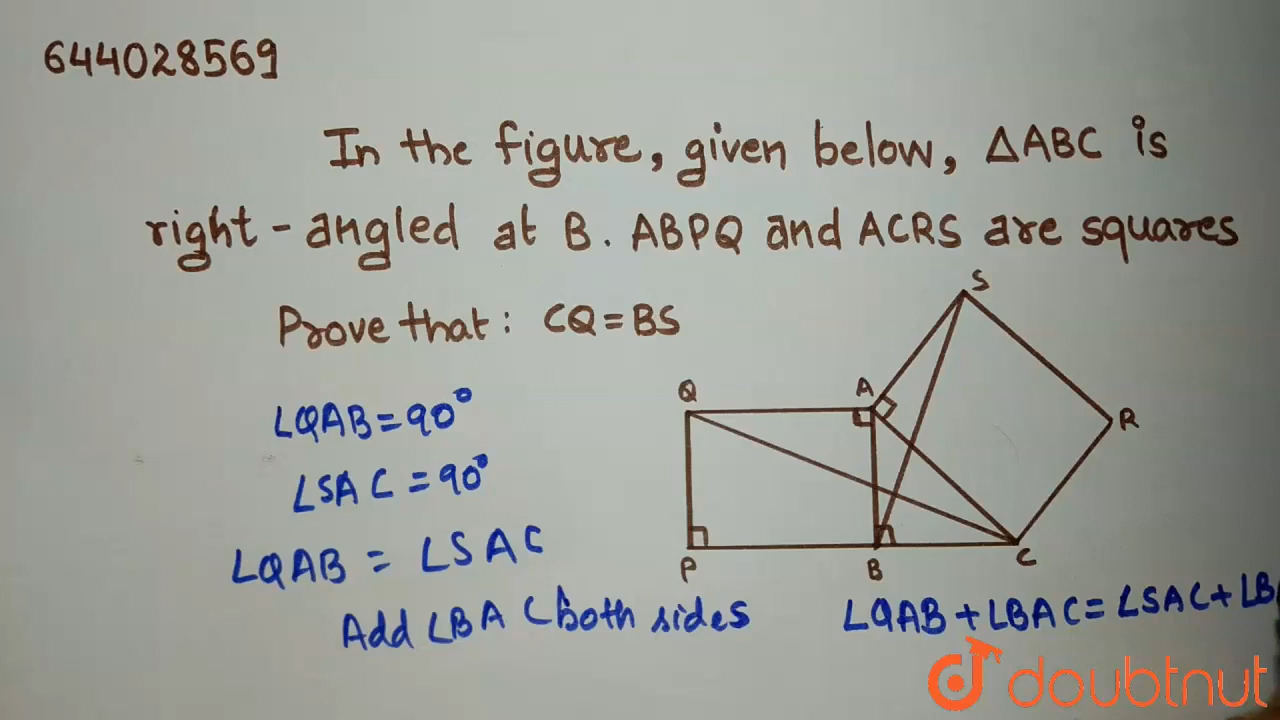 644028569
In the figure, given below, △ABC is
right-angled at B. ABPQ and ACRS are squares
Prove that: CQ = BS
∠QAB = 90°
∠SAC = 90°
∠QAB = ∠SAC
Add ∠BAC both sides
∠QAB + ∠BAC = ∠SAC + ∠B
S
Q
A
R
P
B
C
doubtnut